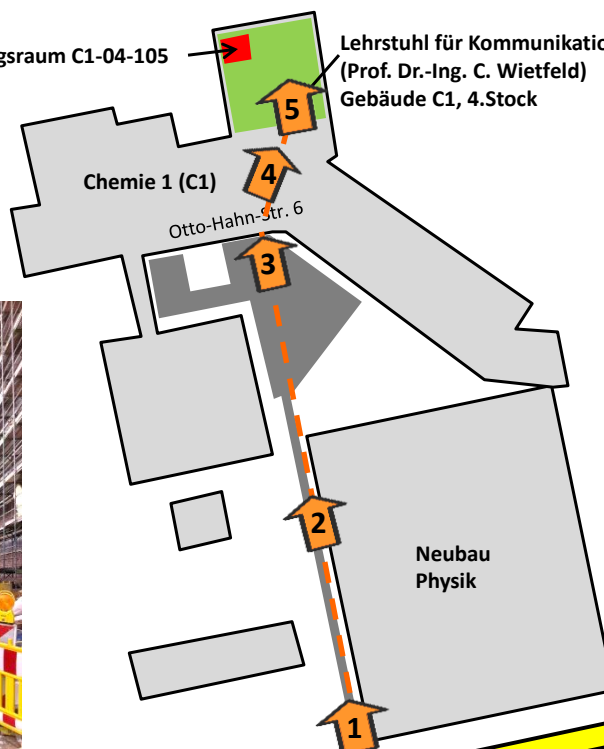 gsraum C1-04-105
Lehrstuhl für Kommunikatio
(Prof. Dr.-Ing. C. Wietfeld)
Gebäude C1, 4.Stock
5
4
Chemie 1 (C1)
Otto-Hahn-Str. 6
3
2
Neubau
Physik
1